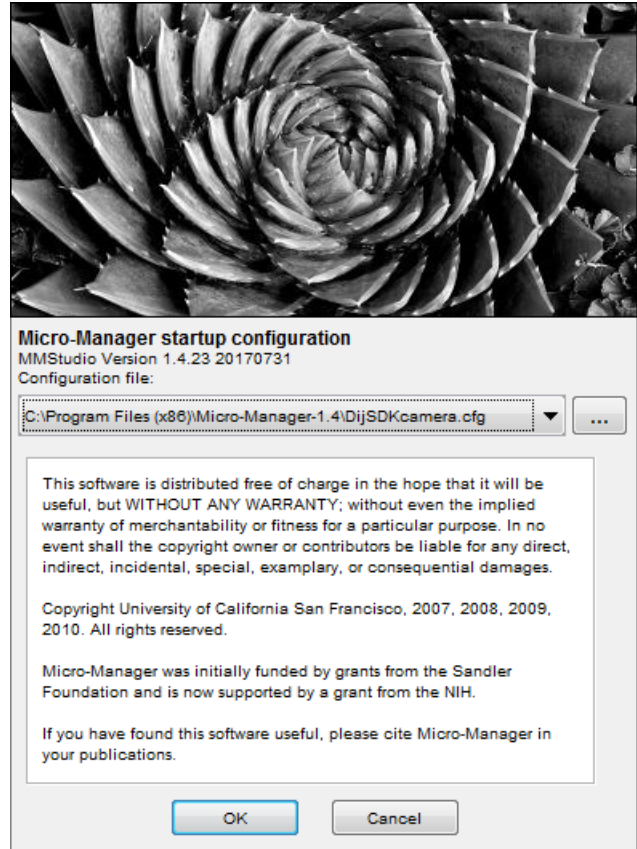 Micro-Manager startup configuration
MMStudio Version 1.4.23 20170731
Configuration file:
C:\Program Files (x86)\Micro-Manager-1.4\DijSDKcamera.cfg
...
This software is distributed free of charge in the hope that it will be
useful, but WITHOUT ANY WARRANTY; without even the implied
warranty of merchantability or fitness for a particular purpose. In no
event shall the copyright owner or contributors be liable for any direct,
indirect, incidental, special, examplary, or consequential damages.
Copyright University of California San Francisco, 2007, 2008, 2009,
2010. All rights reserved.
Micro-Manager was initially funded by grants from the Sandler
Foundation and is now supported by a grant from the NIH.
If you have found this software useful, please cite Micro-Manager in
your publications.
OK Cancel